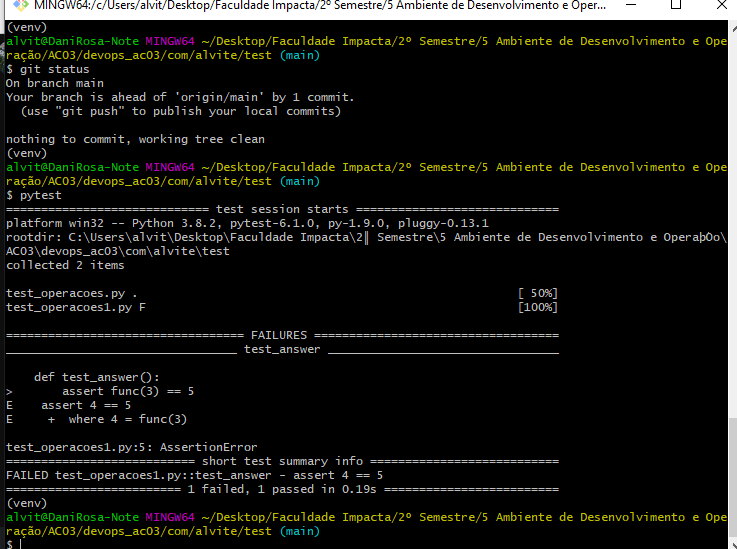 MINGW64:/c/Users/alvit/Desktop/Faculdade Impacta/2º Semestre/5 Ambiente de Desenvolvimento e Oper...
(venv)
alvit@DaniRosa-Note MINGW64 ~/Desktop/Faculdade Impacta/2º Semestre/5 Ambiente de Desenvolvimento e Ope
ração/AC03/devops_ac03/com/alvite/test (main)
$ git status
On branch main
Your branch is ahead of 'origin/main' by 1 commit.
  (use "git push" to publish your local commits)
nothing to commit, working tree clean
(venv)
alvit@DaniRosa-Note MINGW64 ~/Desktop/Faculdade Impacta/2º Semestre/5 Ambiente de Desenvolvimento e Ope
ração/AC03/devops_ac03/com/alvite/test (main)
$ pytest
============================= test session starts =============================
platform win32 -- Python 3.8.2, pytest-6.1.0, py-1.9.0, pluggy-0.13.1
rootdir: C:\Users\alvit\Desktop\Faculdade Impacta\2║ Semestre\5 Ambiente de Desenvolvimento e OperaþÒo\
AC03\devops_ac03\com\alvite\test
collected 2 items
test_operacoes.py .                                                      [ 50%]
test_operacoes1.py F                                                     [100%]
================================== FAILURES ===================================
_________________________________ test_answer _________________________________
    def test_answer():
>       assert func(3) == 5
E    assert 4 == 5
E     +  where 4 = func(3)
test_operacoes1.py:5: AssertionError
=========================== short test summary info ===========================
FAILED test_operacoes1.py::test_answer - assert 4 == 5
========================= 1 failed, 1 passed in 0.19s =========================
(venv)
alvit@DaniRosa-Note MINGW64 ~/Desktop/Faculdade Impacta/2º Semestre/5 Ambiente de Desenvolvimento e Ope
ração/AC03/devops_ac03/com/alvite/test (main)
$